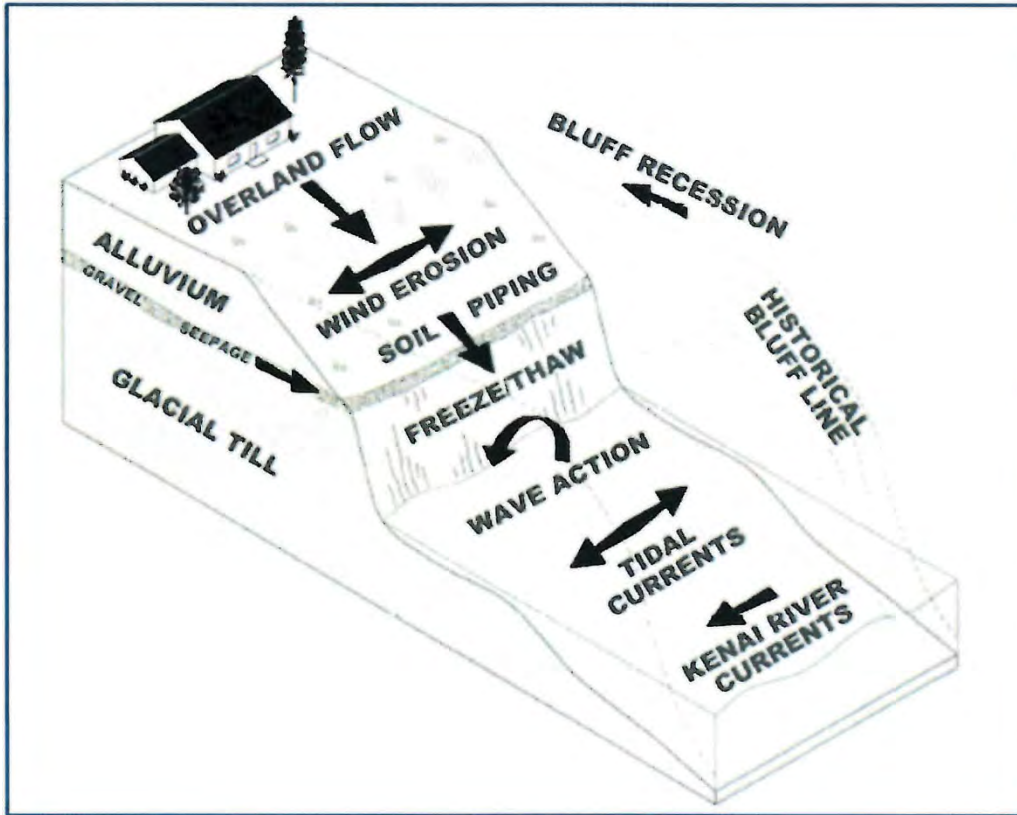 OVERLAND FLOW
BLUFF RECESSION
ALLUVIUM
WIND EROSION
GRAVEL
SEEPAGE
SOIL PIPING
HISTORICAL
BLUFF LINE
GLACIAL TILL
FREEZE/THAW
WAVE ACTION
TIDAL
CURRENTS
KENAI RIVER
CURRENTS